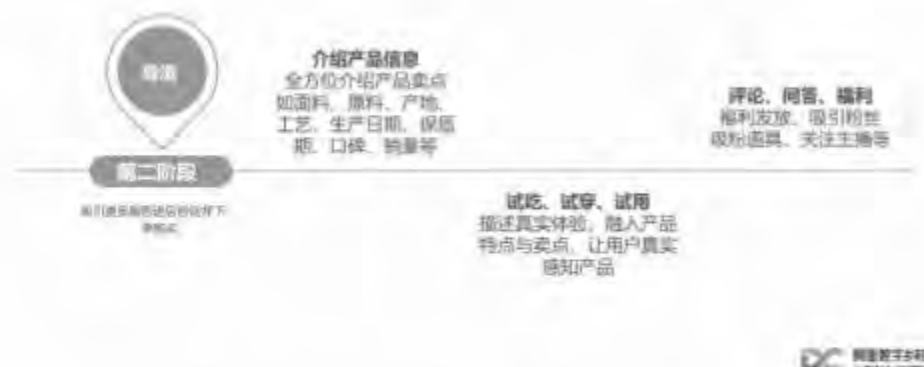 第二阶段
介绍产品信息
全方位介绍产品卖点
如面料、原料、产地、
工艺、生产日期、保质
期、口碑、销量等
试吃、试穿、试用
描述真实体验，融入产品
特点与卖点，让用户真实
感知产品
评论、问答、福利
福利发放、吸引粉丝
吸粉道具、关注主播等